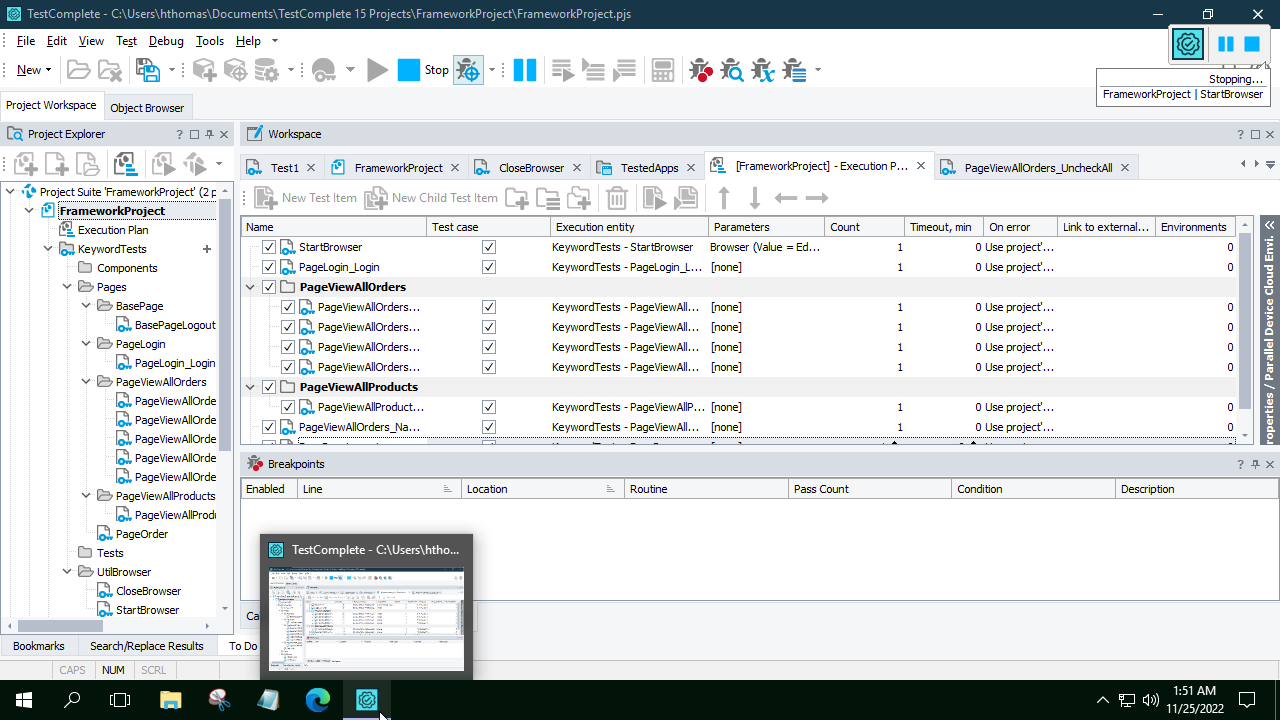 TestComplete - C:\Users\hthomas\Documents\TestComplete 15 Projects\FrameworkProject\FrameworkProject.pjs
File Edit View Test Debug Tools Help
New Stop
Stopping...
FrameworkProject | StartBrowser
Project Workspace Object Browser
Project Explorer ?
Workspace ?
Test1 FrameworkProject CloseBrowser TestedApps [FrameworkProject] - Execution P... PageViewAllOrders_UncheckAll
New Test Item New Child Test Item
Project Suite 'FrameworkProject' (2 p
FrameworkProject
Execution Plan
KeywordTests
Components
Pages
BasePage
BasePageLogout
PageLogin
PageLogin_Login
PageViewAllOrders
PageViewAllOrde
PageViewAllOrde
PageViewAllOrde
PageViewAllOrde
PageViewAllOrde
PageViewAllProducts
PageViewAllProdu
PageOrder
Tests
UtilBrowser
CloseBrowser
StartBrowser
Name Test case Execution entity Parameters Count Timeout, min On error Link to external... Environments
StartBrowser KeywordTests - StartBrowser Browser (Value = Ed... 1 0 Use project'... 0
PageLogin_Login KeywordTests - PageLogin_L... [none] 1 0 Use project'... 0
PageViewAllOrders
PageViewAllOrders... KeywordTests - PageViewAll... [none] 1 0 Use project'... 0
PageViewAllOrders... KeywordTests - PageViewAll... [none] 1 0 Use project'... 0
PageViewAllOrders... KeywordTests - PageViewAll... [none] 1 0 Use project'... 0
PageViewAllOrders... KeywordTests - PageViewAll... [none] 1 0 Use project'... 0
PageViewAllProducts
PageViewAllProduct... KeywordTests - PageViewAllP... [none] 1 0 Use project'... 0
PageViewAllOrders_Na... KeywordTests - PageViewAll... [none] 1 0 Use project'... 0
roperties / Parallel Device Cloud Envi.
Breakpoints ?
Enabled Line Location Routine Pass Count Condition Description
TestComplete - C:\Users\htho...
Ca
Bookmarks Search/Replace Results To Do
CAPS NUM SCRL
1:51 AM
11/25/2022